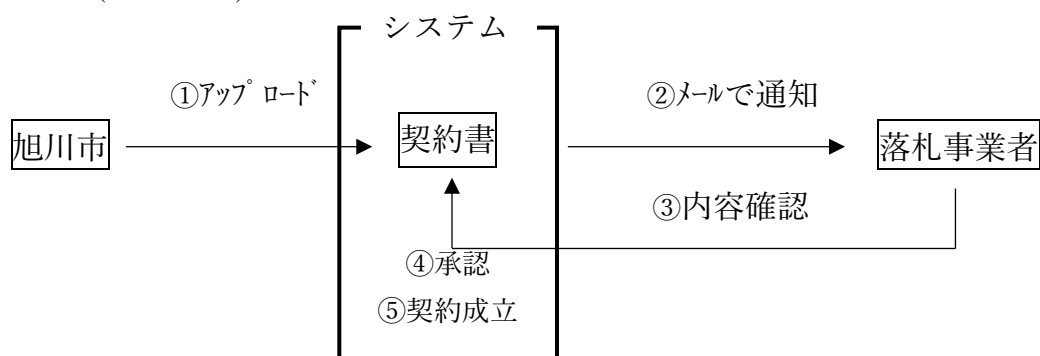 システム
①ｱｯﾌﾟﾛｰﾄﾞ
②ﾒｰﾙで通知
旭川市
契約書
落札事業者
③内容確認
④承認
⑤契約成立